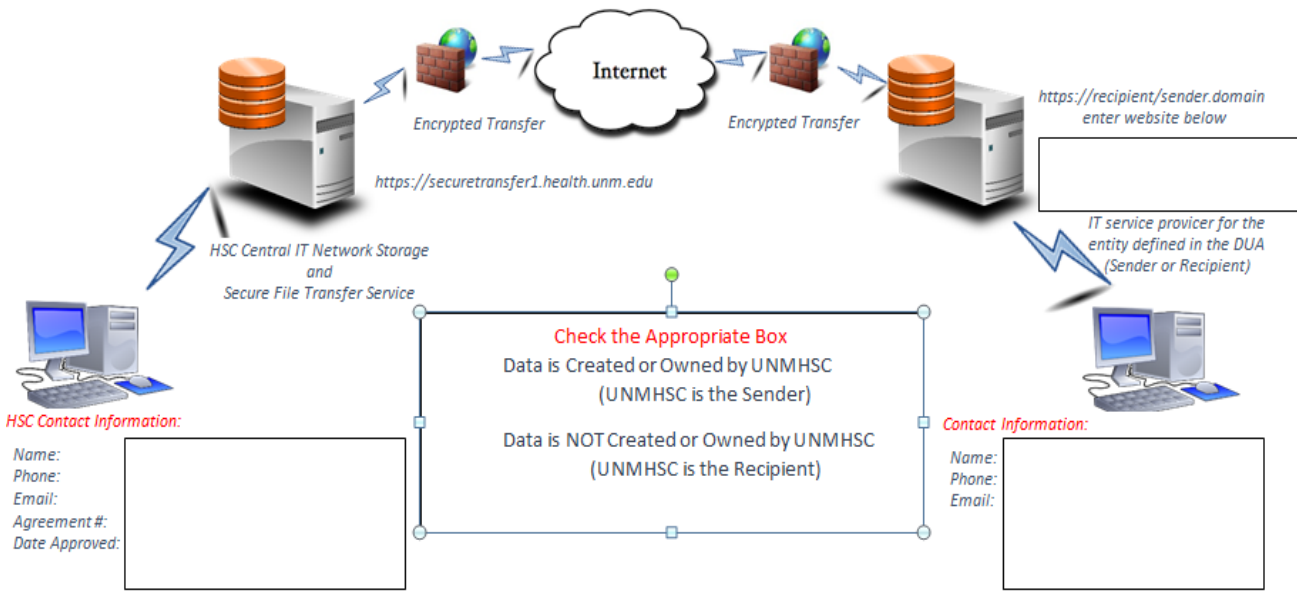 Internet
Encrypted Transfer
Encrypted Transfer
https://securetransfer1.health.unm.edu
HSC Central IT Network Storage
and
Secure File Transfer Service
https://recipient/sender.domain
enter website below
IT service provicer for the
entity defined in the DUA
(Sender or Recipient)
Check the Appropriate Box
Data is Created or Owned by UNMHSC
(UNMHSC is the Sender)
Data is NOT Created or Owned by UNMHSC
(UNMHSC is the Recipient)
HSC Contact Information:
Name:
Phone:
Email:
Agreement #:
Date Approved:
Contact Information:
Name:
Phone:
Email: